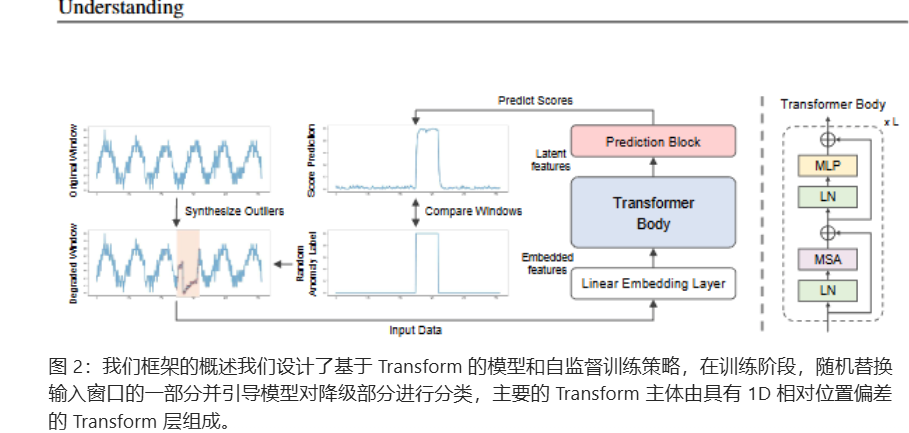 Understanding
Predict Scores
Transformer Body
x L
Original Window
Score Prediction
Prediction Block
Latent
features
MLP
LN
Synthesize Outliers
Compare Windows
Transformer
Body
Degraded Window
Random
Anomaly Label
Embedded
features
MSA
Linear Embedding Layer
LN
Input Data
图 2：我们框架的概述我们设计了基于 Transform 的模型和自监督训练策略，在训练阶段，随机替换
输入窗口的一部分并引导模型对降级部分进行分类，主要的 Transform 主体由具有 1D 相对位置偏差
的 Transform 层组成。